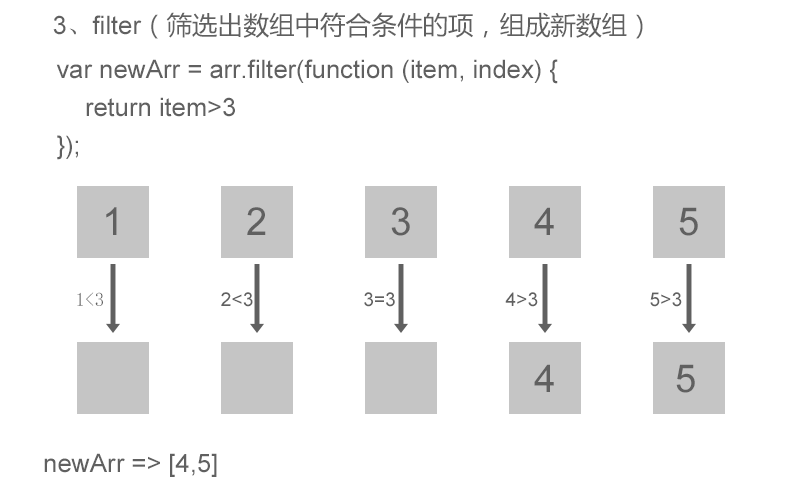 3、filter（筛选出数组中符合条件的项，组成新数组）
var newArr = arr.filter(function (item, index) {
return item>3
});
1 2 3 4 5
1<3 2<3 3=3 4>3 5>3
4 5
newArr => [4,5]